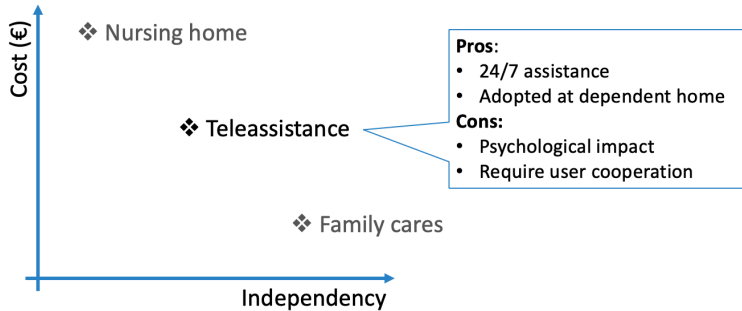 Cost (€)
❖ Nursing home
❖ Teleassistance
❖ Family cares
Independency
Pros:
• 24/7 assistance
• Adopted at dependent home
Cons:
• Psychological impact
• Require user cooperation